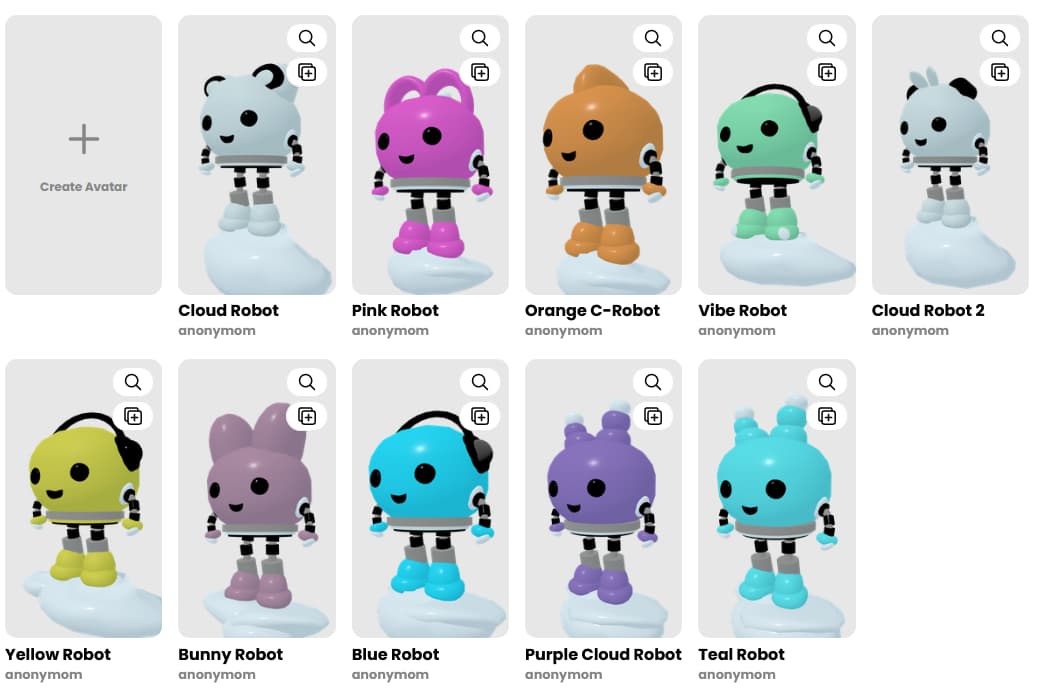 Create Avatar
Cloud Robot
anonymom
Pink Robot
anonymom
Orange C-Robot
anonymom
Vibe Robot
anonymom
Cloud Robot 2
anonymom
Yellow Robot
anonymom
Bunny Robot
anonymom
Blue Robot
anonymom
Purple Cloud Robot
anonymom
Teal Robot
anonymom